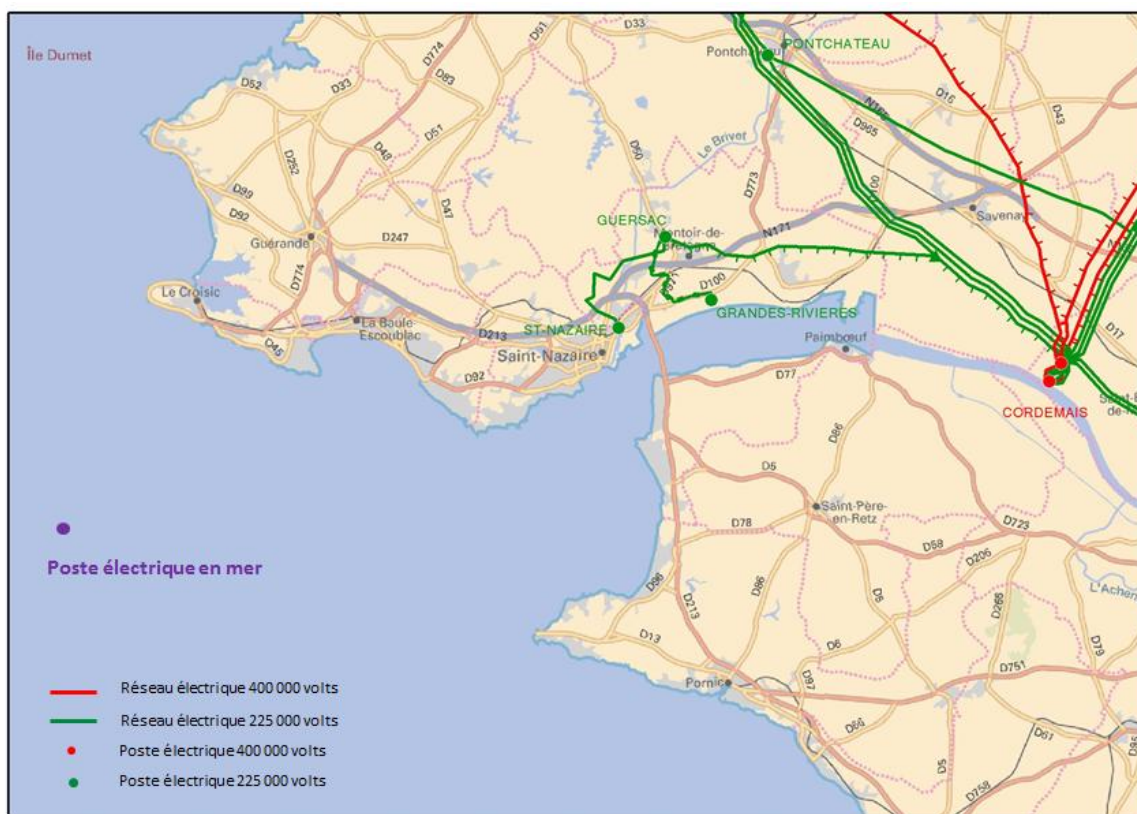 Île Dumet
D774
D51
D33
PONTCHATEAU
D52
D33
D83
D16
D43
N165
D965
Le Brivet
D51
D50
D252
D48
D773
D99
D47
D92
GUERSAC
Savenay
Guérande
D247
N171
Montoir-de-
Bretagne
D774
D100
Le Croisic
GRANDES-RIVIERES
La Baule-
Escoublac
ST-NAZAIRE
D213
D17
Paimbœuf
Saint-Nazaire
D45
D92
D77
CORDEMAIS
D86
D5
Saint-Père-
en-Retz
D78
D723
D58
D206
Poste électrique en mer
D96
D86
D5
D213
D13
D6
D79
D751
Pornic
D97
Réseau électrique 400 000 volts
Réseau électrique 225 000 volts
D66
D61
Poste électrique 400 000 volts
D5
Poste électrique 225 000 volts
D758